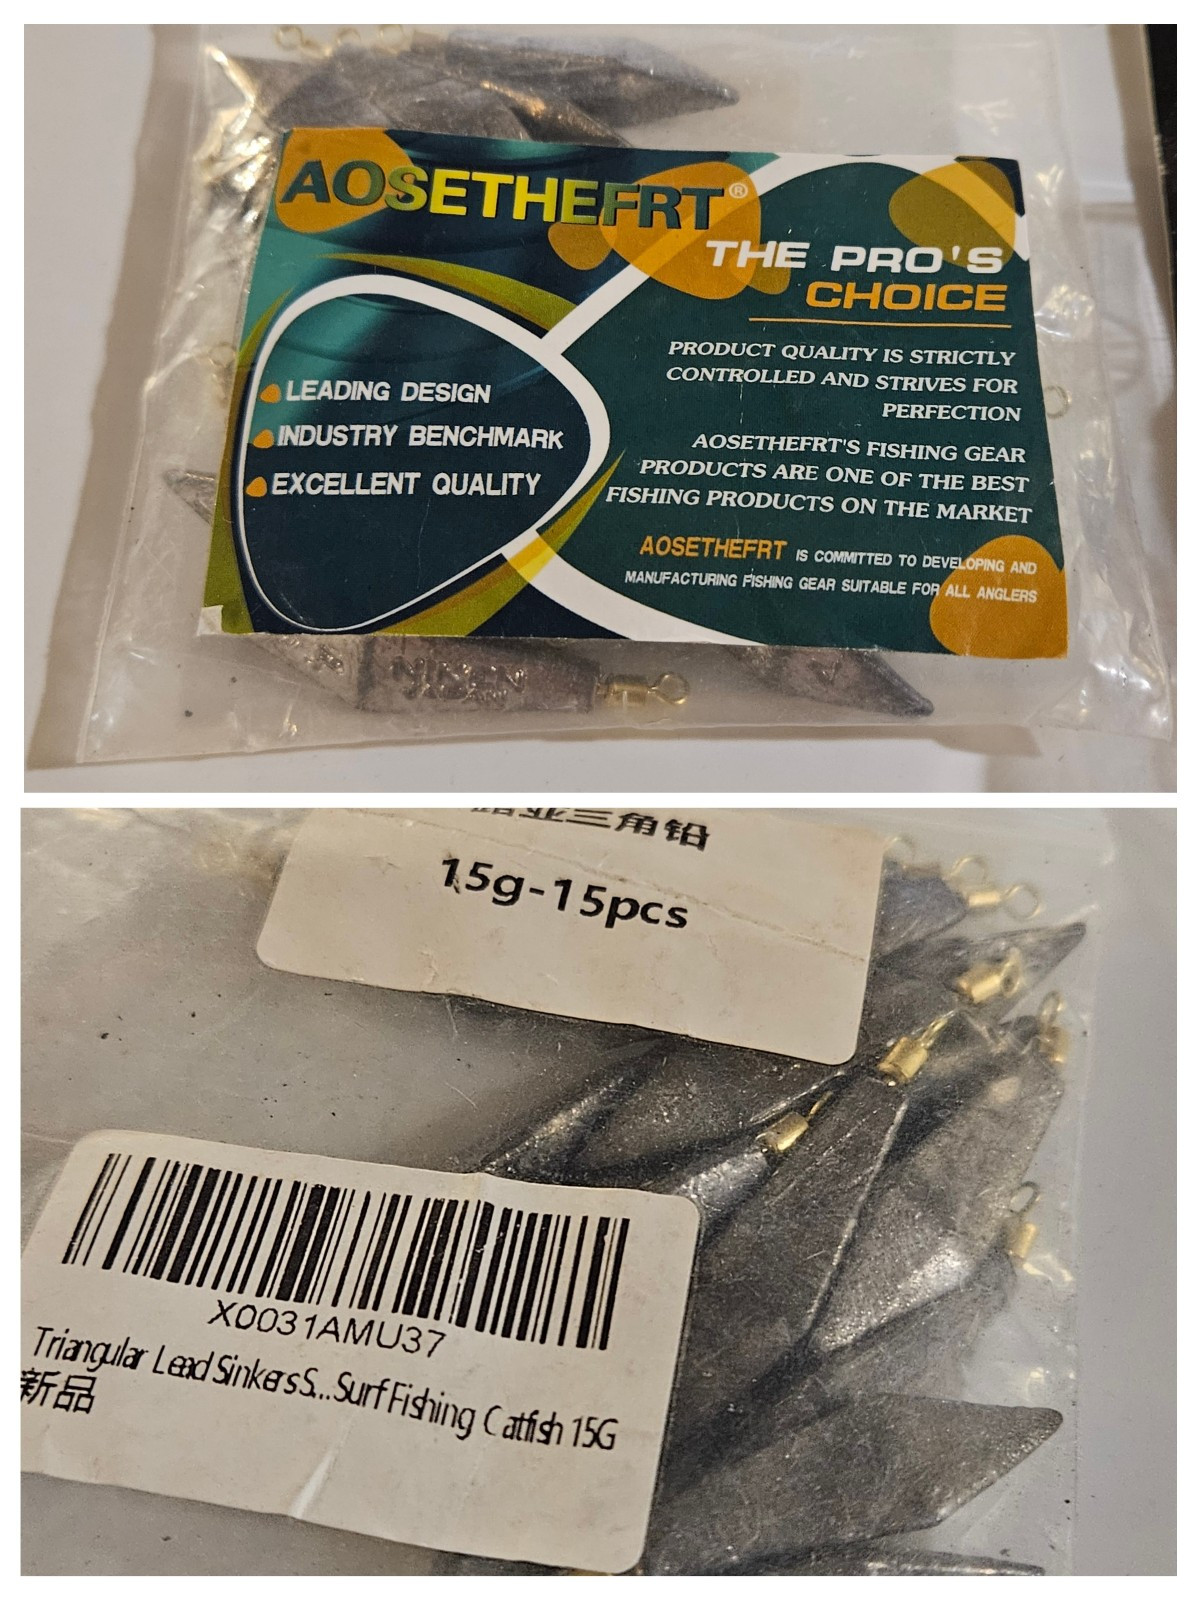 AOSETHEFRT®
THE PRO'S
CHOICE
LEADING DESIGN
INDUSTRY BENCHMARK
EXCELLENT QUALITY
PRODUCT QUALITY IS STRICTLY
CONTROLLED AND STRIVES FOR
PERFECTION
AOSETHEFRT'S FISHING GEAR
PRODUCTS ARE ONE OF THE BEST
FISHING PRODUCTS ON THE MARKET
AOSETHEFRT IS COMMITTED TO DEVELOPING AND
MANUFACTURING FISHING GEAR SUITABLE FOR ALL ANGLERS
三角铅
15g-15pcs
X0031AMU37
Triangular Lead Sinkers S...Surf Fishing Catfish 15G
新品